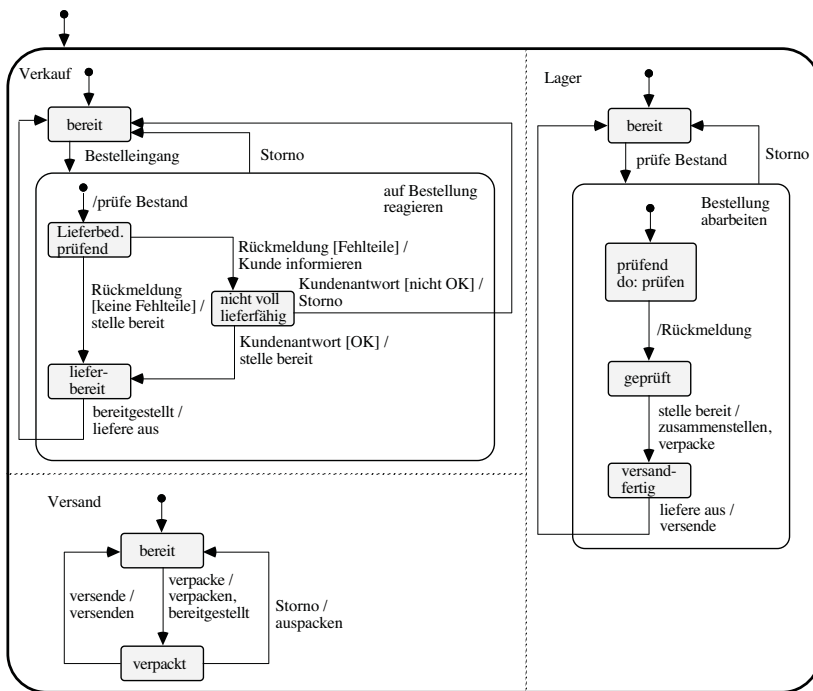 Verkauf
bereit
Bestelleingang
Storno
auf Bestellung
reagieren
/prüfe Bestand
Lieferbed.
prüfend
Rückmeldung [Fehlteile] /
Kunde informieren
Rückmeldung
[keine Fehlteile] /
stelle bereit
Kundenantwort [nicht OK] /
Storno
nicht voll
lieferfähig
Kundenantwort [OK] /
stelle bereit
liefer-
bereit
bereitgestellt /
liefere aus
Lager
bereit
prüfe Bestand
Storno
Bestellung
abarbeiten
prüfend
do: prüfen
/Rückmeldung
geprüft
stelle bereit /
zusammenstellen,
verpacke
versand-
fertig
liefere aus /
versende
Versand
bereit
versende /
versenden
verpacke /
verpacken,
bereitgestellt
Storno /
auspacken
verpackt